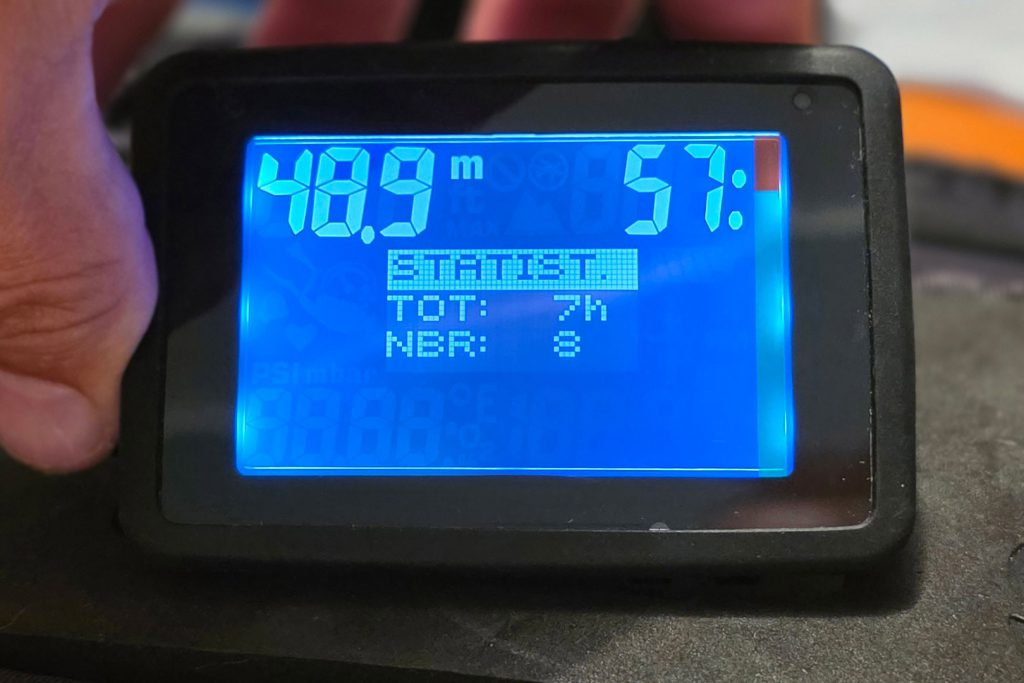 48.9 m 57:
STATIST.
TOT: 7h
NBR: 8